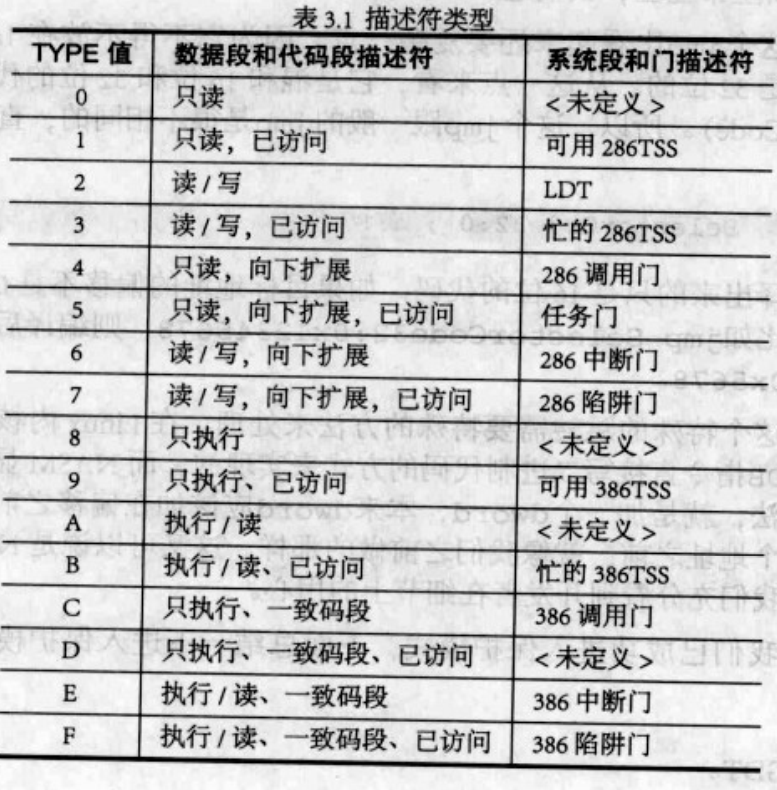 表 3.1 描述符类型
TYPE 值 数据段和代码段描述符 系统段和门描述符
0 只读 <未定义>
1 只读，已访问 可用 286TSS
2 读 / 写 LDT
3 读 / 写，已访问 忙的 286TSS
4 只读，向下扩展 286 调用门
5 只读，向下扩展，已访问 任务门
6 读 / 写，向下扩展 286 中断门
7 读 / 写，向下扩展，已访问 286 陷阱门
8 只执行 <未定义>
9 只执行、已访问 可用 386TSS
A 执行 / 读 <未定义>
B 执行 / 读、已访问 忙的 386TSS
C 只执行、一致码段 386 调用门
D 只执行、一致码段、已访问 <未定义>
E 执行 / 读、一致码段 386 中断门
F 执行 / 读、一致码段、已访问 386 陷阱门